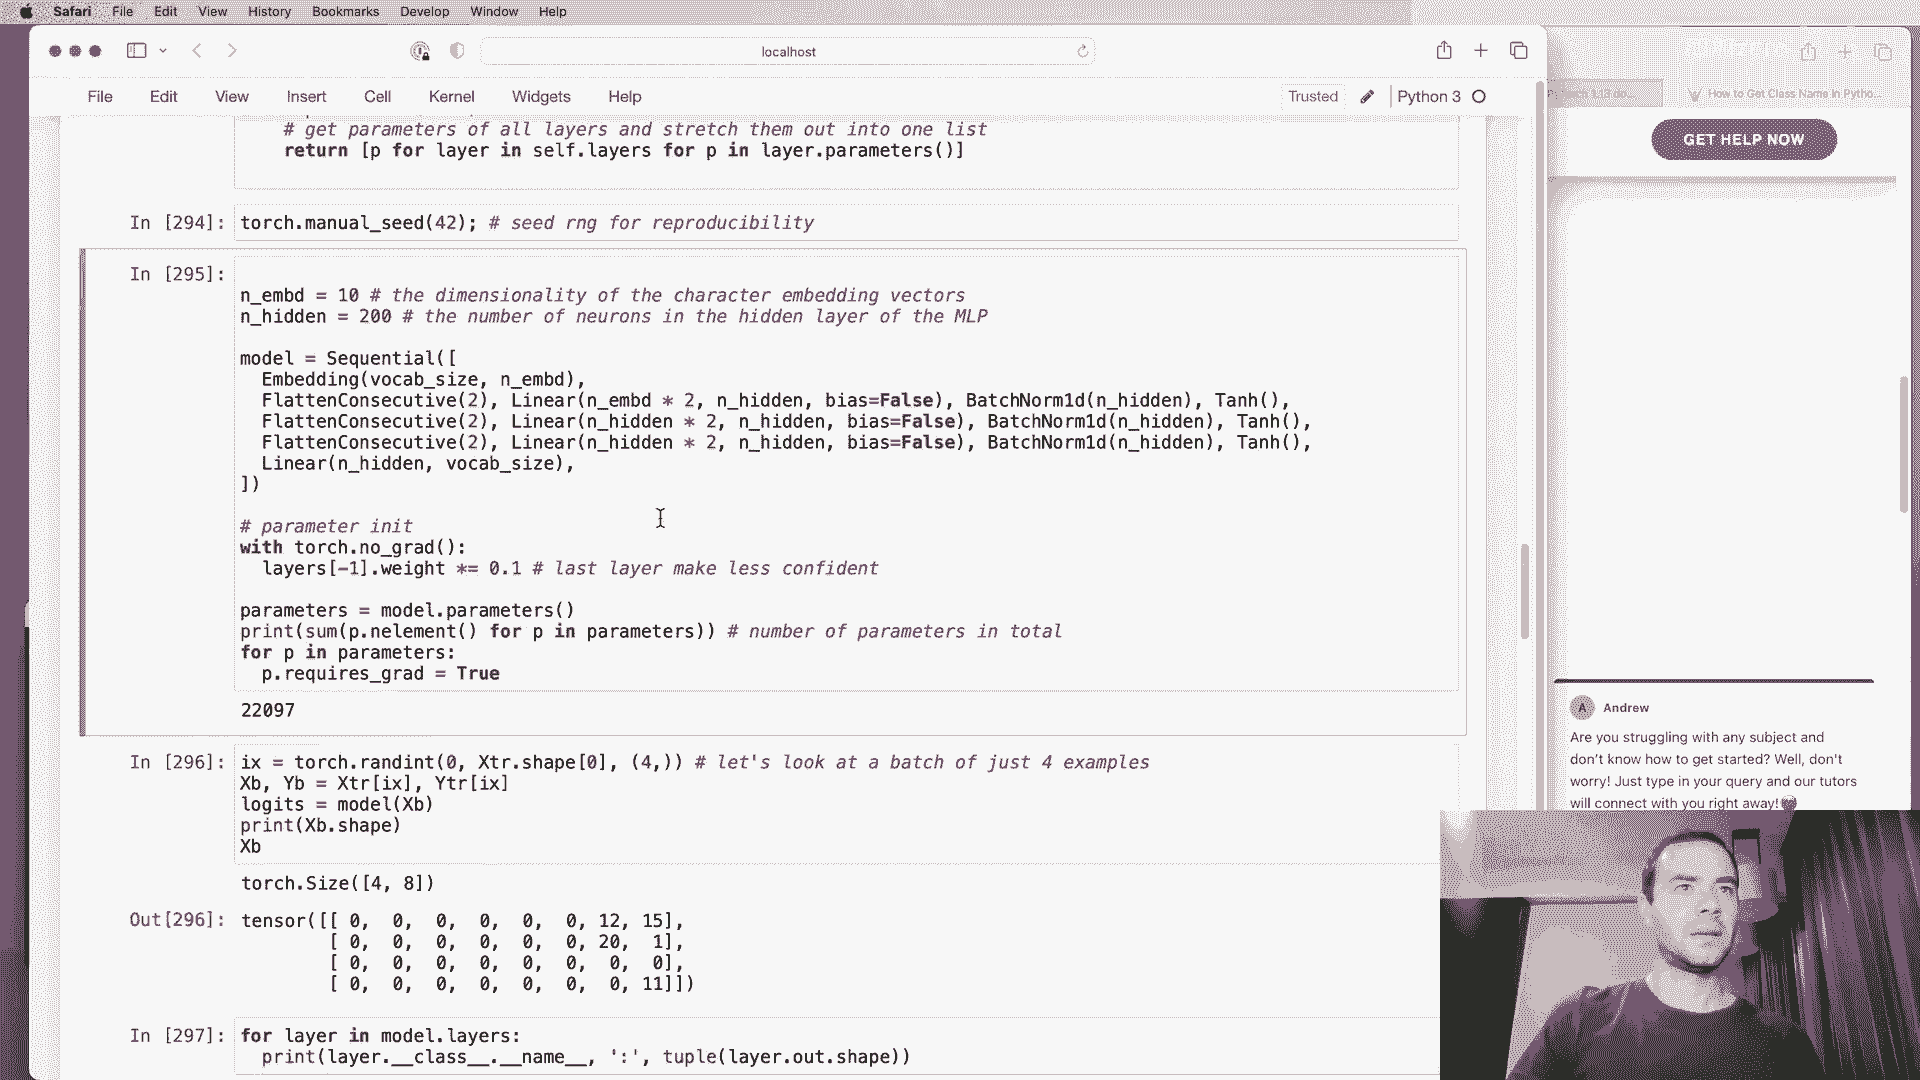 Safari File Edit View History Bookmarks Develop Window Help
localhost
File Edit View Insert Cell Kernel Widgets Help
Trusted
Python 3
# get parameters of all layers and stretch them out into one list
return [p for layer in self.layers for p in layer.parameters()]
In [294]: torch.manual_seed(42); # seed rng for reproducibility
In [295]:
n_embd = 10 # the dimensionality of the character embedding vectors
n_hidden = 200 # the number of neurons in the hidden layer of the MLP
model = Sequential([
Embedding(vocab_size, n_embd),
FlattenConsecutive(2), Linear(n_embd * 2, n_hidden, bias=False), BatchNorm1d(n_hidden), Tanh(),
FlattenConsecutive(2), Linear(n_hidden * 2, n_hidden, bias=False), BatchNorm1d(n_hidden), Tanh(),
FlattenConsecutive(2), Linear(n_hidden * 2, n_hidden, bias=False), BatchNorm1d(n_hidden), Tanh(),
Linear(n_hidden, vocab_size),
])
# parameter init
with torch.no_grad():
layers[-1].weight *= 0.1 # last layer make less confident
parameters = model.parameters()
print(sum(p.nelement() for p in parameters)) # number of parameters in total
for p in parameters:
p.requires_grad = True
22097
In [296]: ix = torch.randint(0, Xtr.shape[0], (4,)) # let's look at a batch of just 4 examples
Xb, Yb = Xtr[ix], Ytr[ix]
logits = model(Xb)
print(Xb.shape)
Xb
torch.Size([4, 8])
Out[296]: tensor([[ 0, 0, 0, 0, 0, 0, 12, 15],
[ 0, 0, 0, 0, 0, 0, 20, 1],
[ 0, 0, 0, 0, 0, 0, 0, 0],
[ 0, 0, 0, 0, 0, 0, 0, 11]])
In [297]: for layer in model.layers:
print(layer.__class__.__name__, ':', tuple(layer.out.shape))
1.13 do...
How to Get Class Name in Pytho...
GET HELP NOW
A Andrew
Are you struggling with any subject and
don't know how to get started? Well, don't
worry! Just type in your query and our tutors
will connect with you right away!